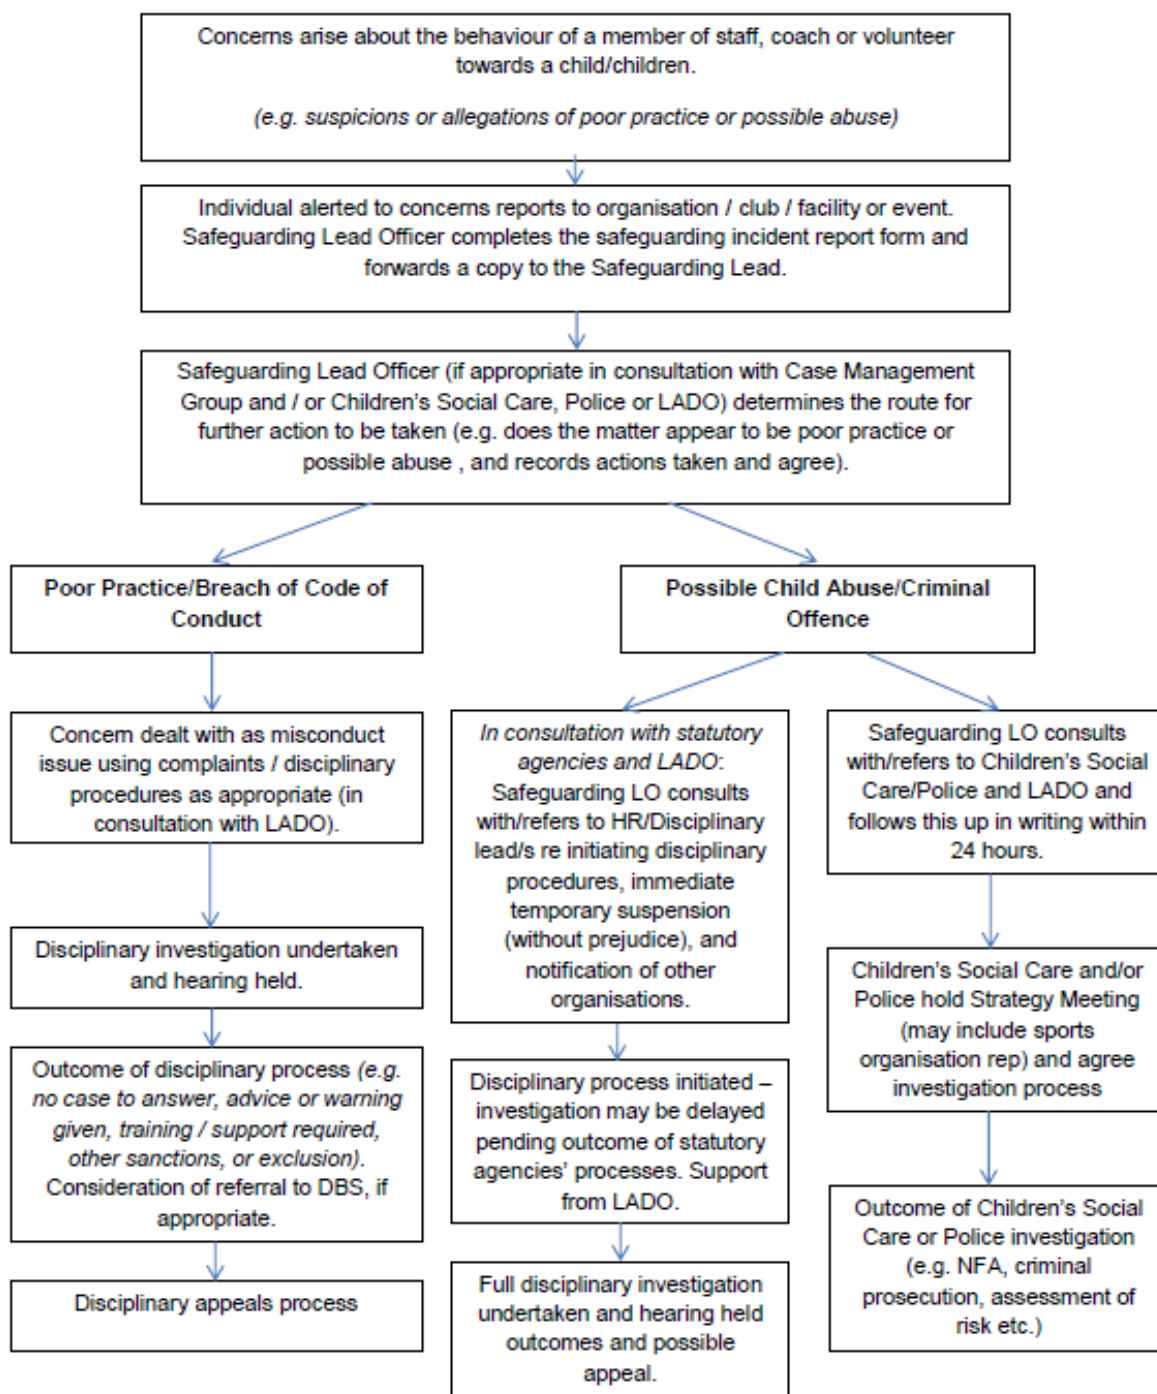 Concerns arise about the behaviour of a member of staff, coach or volunteer
towards a child/children.
(e.g. suspicions or allegations of poor practice or possible abuse)
Individual alerted to concerns reports to organisation / club / facility or event.
Safeguarding Lead Officer completes the safeguarding incident report form and
forwards a copy to the Safeguarding Lead.
Safeguarding Lead Officer (if appropriate in consultation with Case Management
Group and / or Children's Social Care, Police or LADO) determines the route for
further action to be taken (e.g. does the matter appear to be poor practice or
possible abuse , and records actions taken and agree).
Poor Practice/Breach of Code of
Conduct
Concern dealt with as misconduct
issue using complaints / disciplinary
procedures as appropriate (in
consultation with LADO).
Disciplinary investigation undertaken
and hearing held.
Outcome of disciplinary process (e.g.
no case to answer, advice or warning
given, training / support required,
other sanctions, or exclusion).
Consideration of referral to DBS, if
appropriate.
Disciplinary appeals process
Possible Child Abuse/Criminal
Offence
In consultation with statutory
agencies and LADO:
Safeguarding LO consults
with/refers to HR/Disciplinary
lead/s re initiating disciplinary
procedures, immediate
temporary suspension
(without prejudice), and
notification of other
organisations.
Disciplinary process initiated –
investigation may be delayed
pending outcome of statutory
agencies' processes. Support
from LADO.
Full disciplinary investigation
undertaken and hearing held
outcomes and possible
appeal.
Safeguarding LO consults
with/refers to Children's Social
Care/Police and LADO and
follows this up in writing within
24 hours.
Children's Social Care and/or
Police hold Strategy Meeting
(may include sports
organisation rep) and agree
investigation process
Outcome of Children's Social
Care or Police investigation
(e.g. NFA, criminal
prosecution, assessment of
risk etc.)